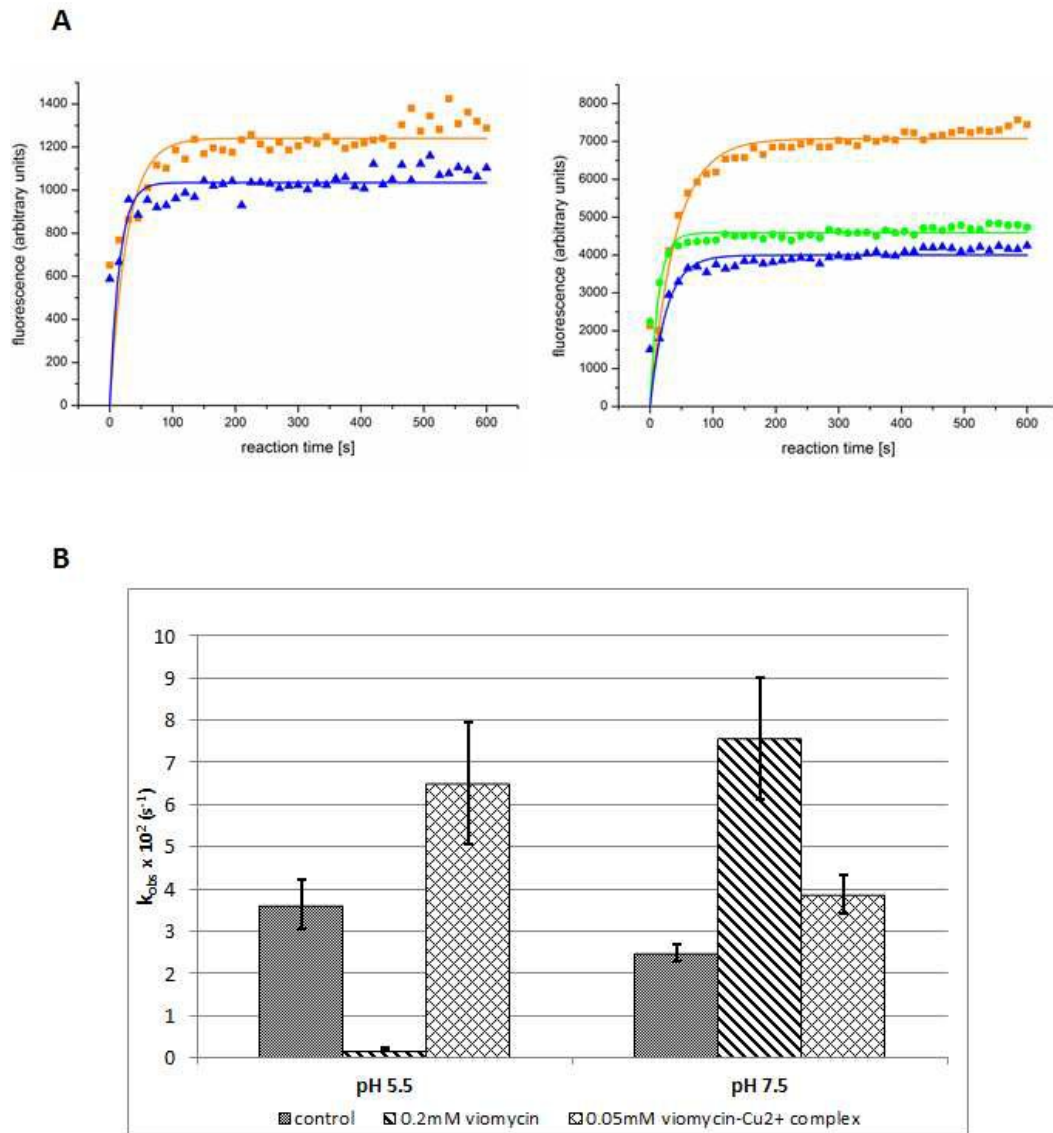 A
fluorescence (arbitrary units)
1400
1200
1000
800
600
400
200
0
0 100 200 300 400 500 600
reaction time [s]
fluorescence (arbitrary units)
8000
7000
6000
5000
4000
3000
2000
1000
0
0 100 200 300 400 500 600
reaction time [s]
B
k_obs x 10² (s⁻¹)
10
9
8
7
6
5
4
3
2
1
0
pH 5.5 pH 7.5
control 0.2mM viomycin 0.05mM viomycin-Cu2+ complex